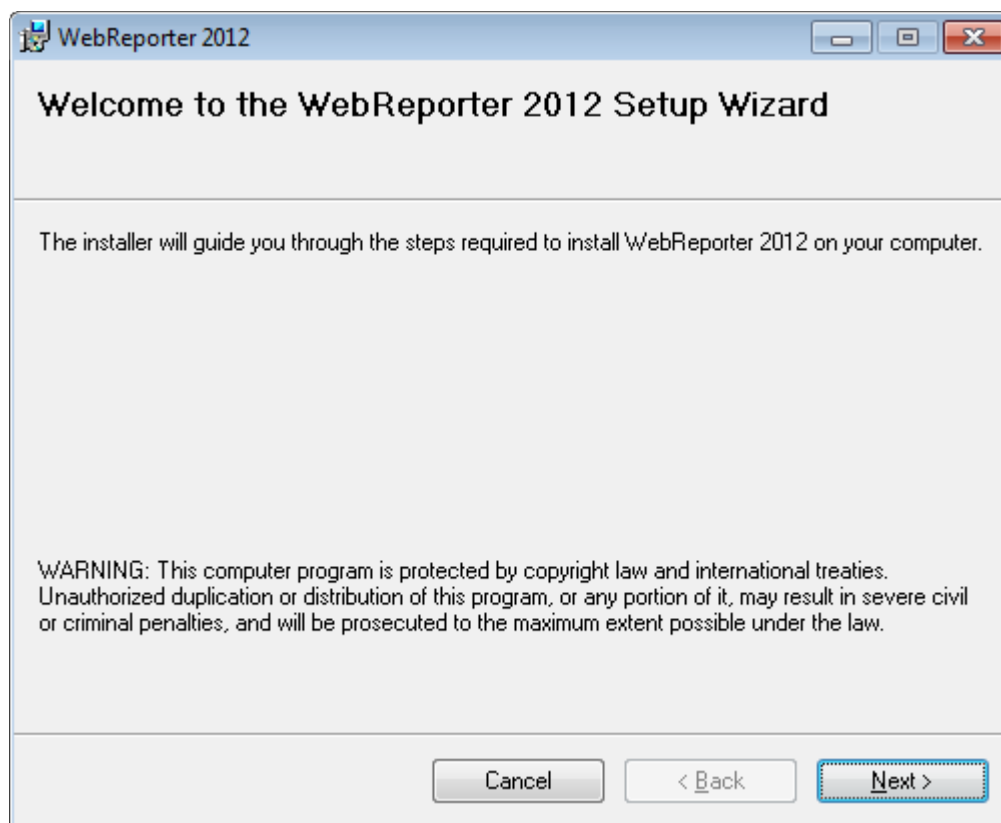 WebReporter 2012
Welcome to the WebReporter 2012 Setup Wizard
The installer will guide you through the steps required to install WebReporter 2012 on your computer.
WARNING: This computer program is protected by copyright law and international treaties.
Unauthorized duplication or distribution of this program, or any portion of it, may result in severe civil
or criminal penalties, and will be prosecuted to the maximum extent possible under the law.
Cancel
< Back
Next >